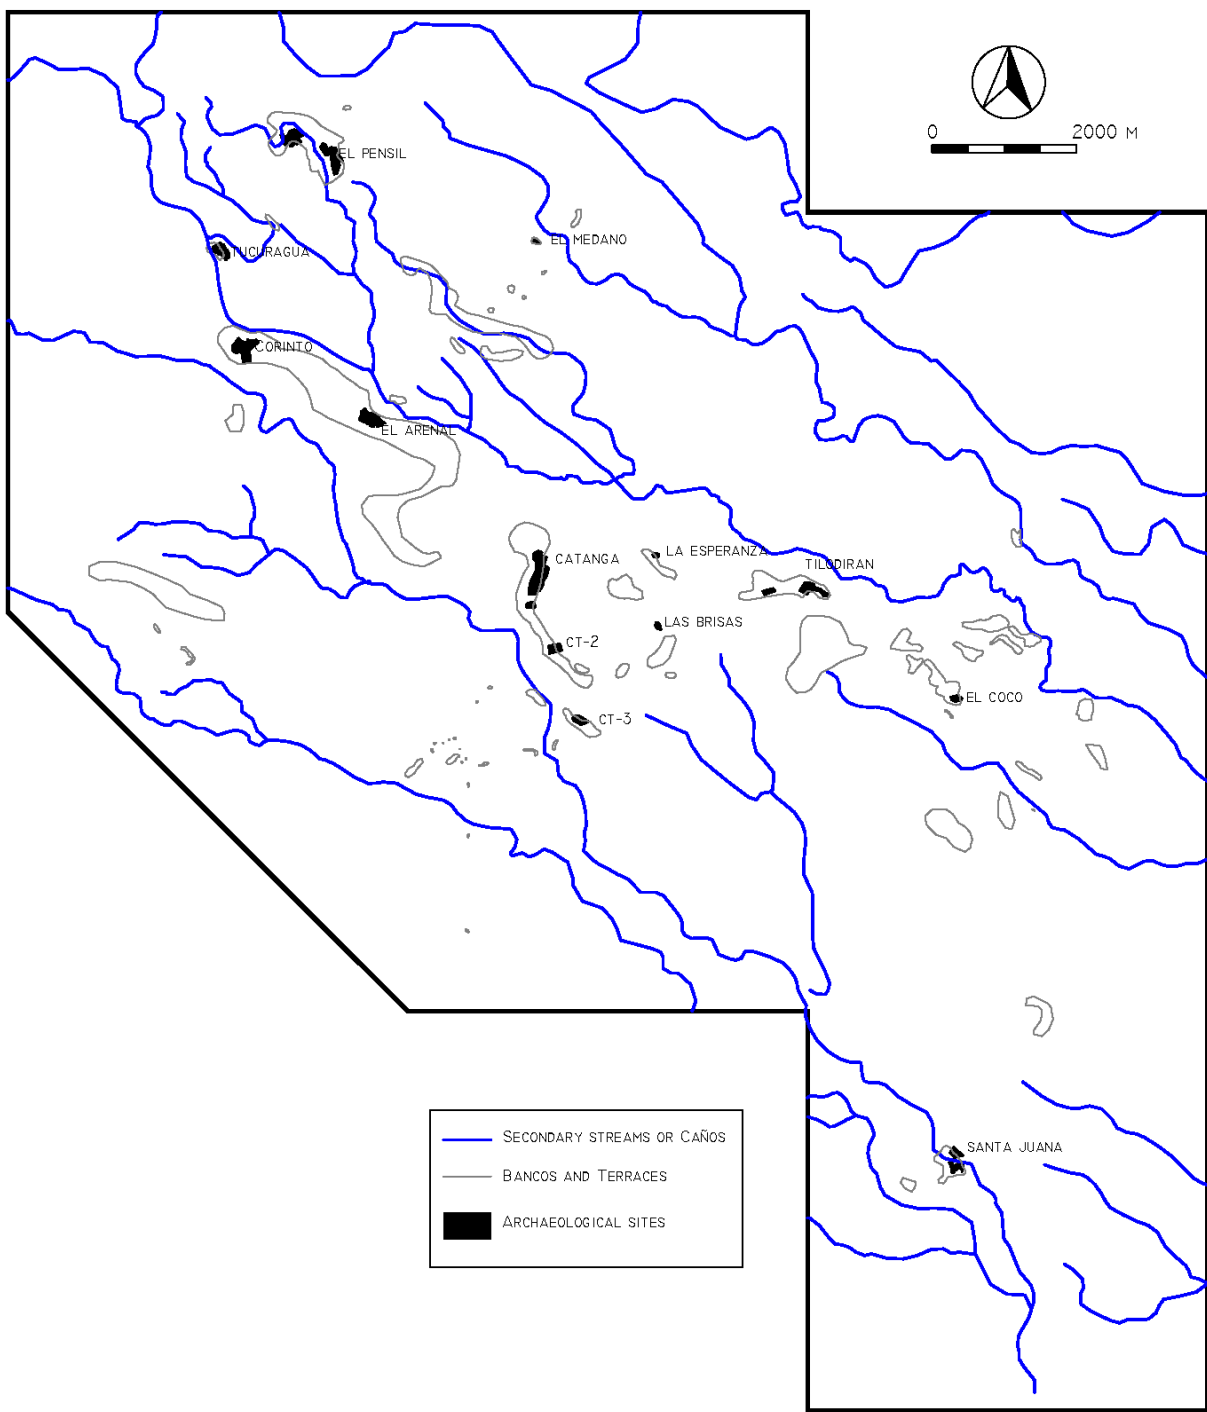 0 2000 M
EL PENSIL
EL MEDANO
TUCURAGUA
CORINTO
EL ARENAL
LA ESPERANZA
CATANGA
TILODIRAN
LAS BRISAS
CT-2
EL COCO
CT-3
SECONDARY STREAMS OR CAÑOS
SANTA JUANA
BANCOS AND TERRACES
ARCHAEOLOGICAL SITES